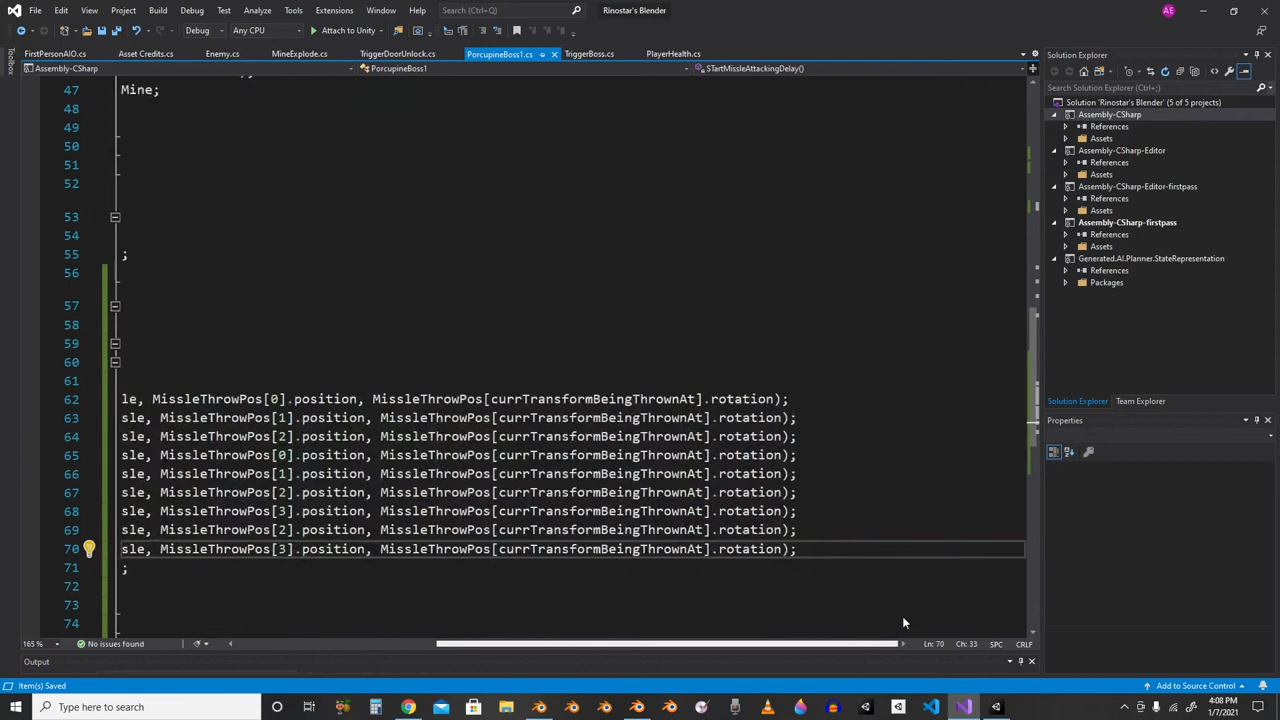 File Edit View Project Build Debug Test Analyze Tools Extensions Window Help Search (Ctrl+Q) Rinostar's Blender AE
Debug Any CPU Attach to Unity
FirstPersonAIO.cs Asset Credits.cs Enemy.cs MineExplode.cs TriggerDoorUnlock.cs PorcupineBoss1.cs TriggerBoss.cs PlayerHealth.cs
Toolbox
Assembly-CSharp PorcupineBoss1 STartMissleAttackingDelay()
47 Mine;
48
49
50
51
52
53
54
55 ;
56
57
58
59
60
61
62 le, MissleThrowPos[0].position, MissleThrowPos[currTransformBeingThrownAt].rotation);
63 sle, MissleThrowPos[1].position, MissleThrowPos[currTransformBeingThrownAt].rotation);
64 sle, MissleThrowPos[2].position, MissleThrowPos[currTransformBeingThrownAt].rotation);
65 sle, MissleThrowPos[0].position, MissleThrowPos[currTransformBeingThrownAt].rotation);
66 sle, MissleThrowPos[1].position, MissleThrowPos[currTransformBeingThrownAt].rotation);
67 sle, MissleThrowPos[2].position, MissleThrowPos[currTransformBeingThrownAt].rotation);
68 sle, MissleThrowPos[3].position, MissleThrowPos[currTransformBeingThrownAt].rotation);
69 sle, MissleThrowPos[2].position, MissleThrowPos[currTransformBeingThrownAt].rotation);
70 sle, MissleThrowPos[3].position, MissleThrowPos[currTransformBeingThrownAt].rotation);
71 ;
72
73
74
165 % No issues found Ln: 70 Ch: 33 SPC CRLF
Output
Solution Explorer
Search Solution Explorer (Ctrl+;)
Solution 'Rinostar's Blender' (5 of 5 projects)
Assembly-CSharp
References
Assets
Assembly-CSharp-Editor
References
Assets
Assembly-CSharp-Editor-firstpass
References
Assets
Assembly-CSharp-firstpass
References
Assets
Generated.AI.Planner.StateRepresentation
References
Packages
Solution Explorer Team Explorer
Properties
Item(s) Saved Add to Source Control
Type here to search
4:08 PM
1/7/2021